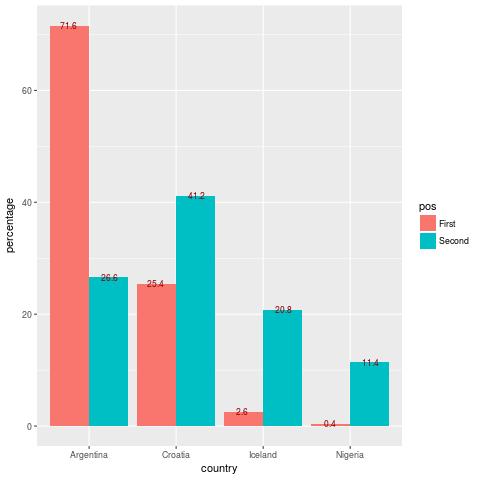 71.6
60
percentage
40
20
0
26.6
25.4
41.2
2.6
20.8
0.4
11.4
Argentina
Croatia
Iceland
Nigeria
country
pos
First
Second